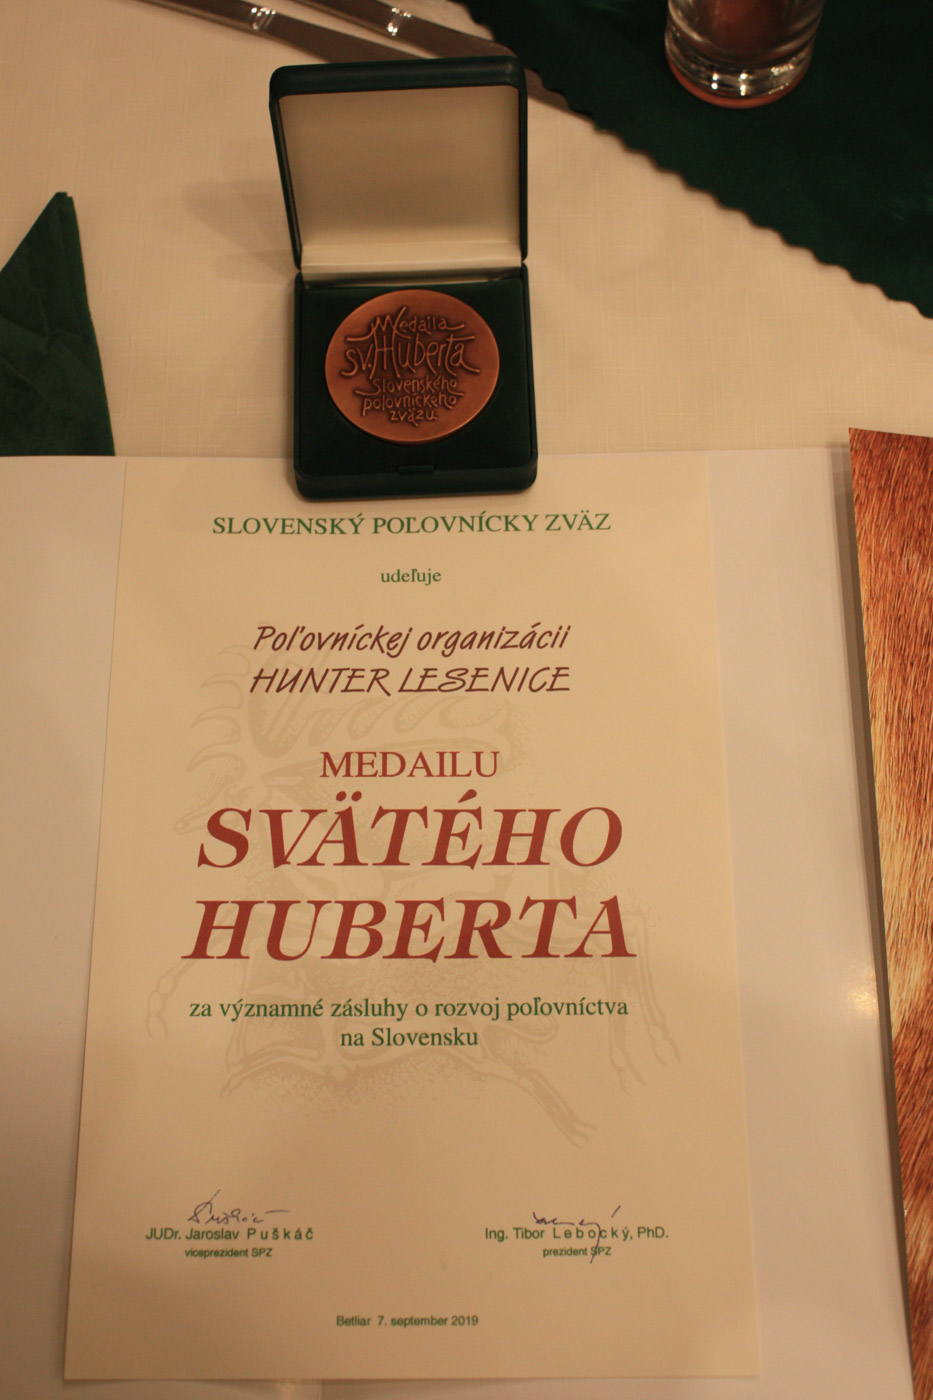 Medaila
sv. Huberta
slovenského
poľovníckeho
zväzu.
SLOVENSKÝ POĽOVNÍCKY ZVÄZ
udeľuje
Poľovníckej organizácii
HUNTER LESENICE
MEDAILU
SVÄTÉHO
HUBERTA
za významné zásluhy o rozvoj poľovníctva
na Slovensku
JUDr. Jaroslav Puškáč
viceprezident SPZ
Ing. Tibor Lebocký, PhD.
prezident SPZ
Betliar 7. september 2019